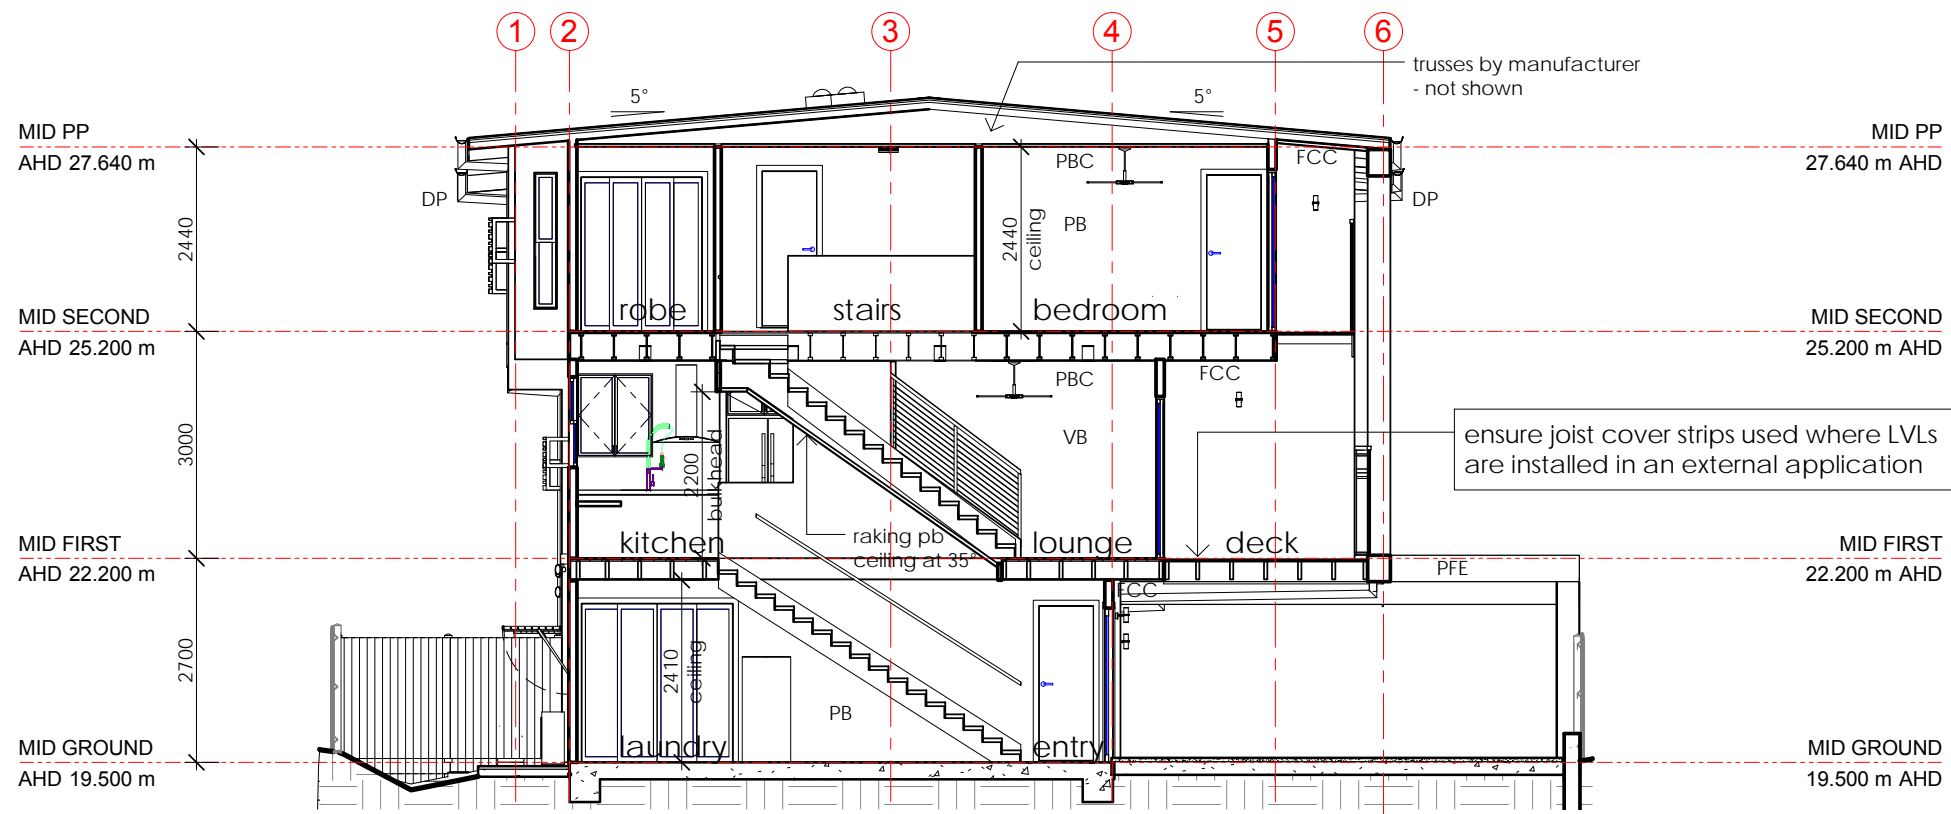 1 2 3 4 5 6
trusses by manufacturer
- not shown
5° 5°
MID PP
AHD 27.640 m
MID PP
27.640 m AHD
PBC
FCC
DP
DP
2440
2440
ceiling
PB
robe
stairs
bedroom
MID SECOND
AHD 25.200 m
MID SECOND
25.200 m AHD
PBC
FCC
3000
2200
bulkhead
VB
ensure joist cover strips used where LVLs
are installed in an external application
raking pb
ceiling at 35°
kitchen
lounge
deck
MID FIRST
AHD 22.200 m
MID FIRST
22.200 m AHD
PFE
FCC
2700
2410
ceiling
PB
laundry
entry
MID GROUND
AHD 19.500 m
MID GROUND
19.500 m AHD